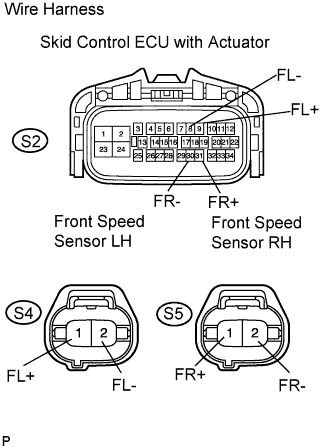 Wire Harness
Skid Control ECU with Actuator
FL-
FL+
S2
1 2 3 4 5 6 7 8 9 10 11 12
13 14 15 16 17 18 19 20 21 22
23 24 25 26 27 28 29 30 31 32 33 34
FR- FR+
Front Speed Sensor LH
Front Speed Sensor RH
S4 S5
1 2 1 2
FL+ FL- FR+ FR-
P